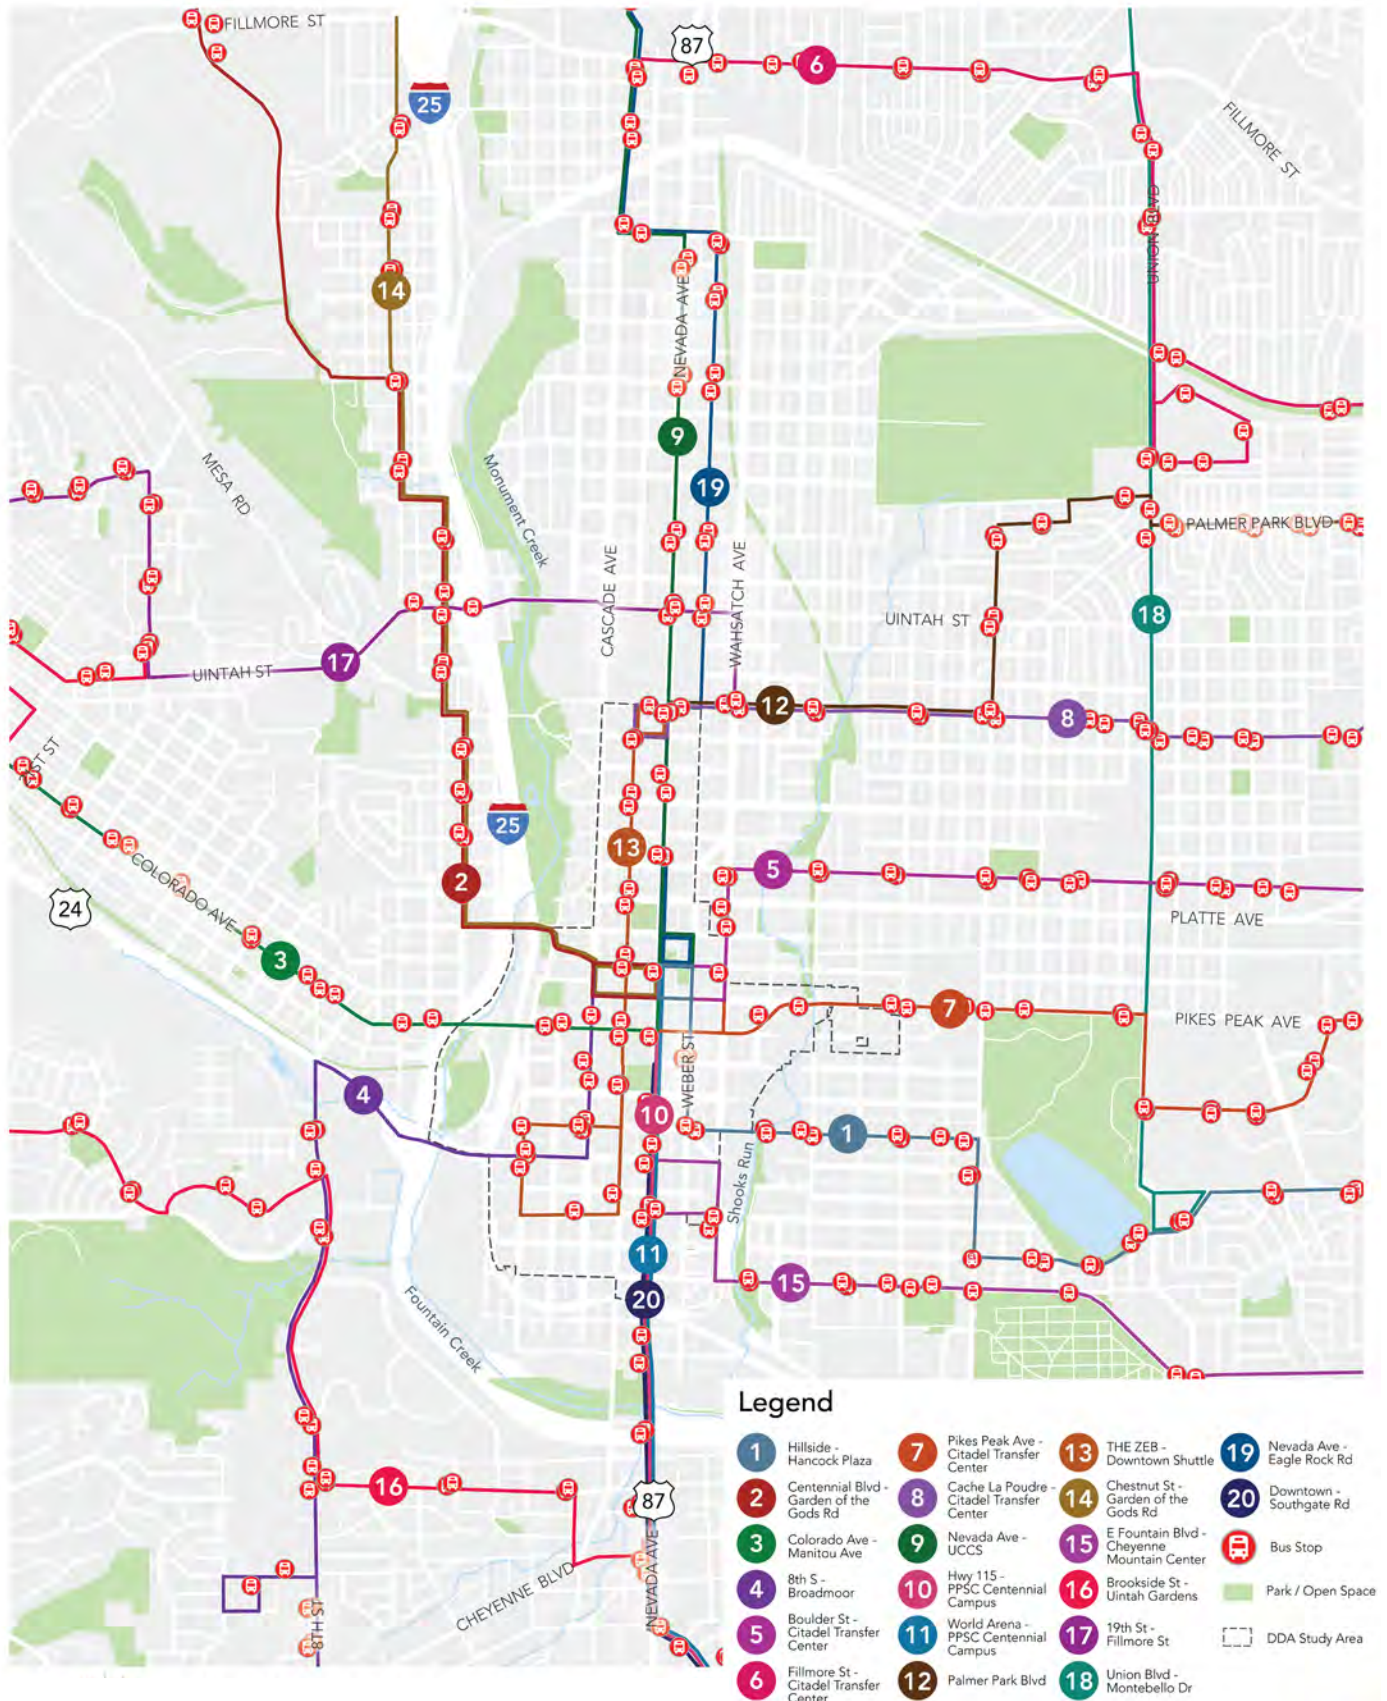 FILLMORE ST
87
6
25
FILLMORE ST
UNION BLVD
14
NEVADA AVE
9
MESA RD
Monument Creek
19
PALMER PARK BLVD
CASCADE AVE
WAHSATCH AVE
UINTAH ST
18
17
UINTAH ST
12
8
25
13
5
2
COLORADO AVE
24
PLATTE AVE
3
7
PIKES PEAK AVE
WEBER ST
4
10
1
Shooks Run
11
15
20
Fountain Creek
16
87
NEVADA AVE
CHEYENNE BLVD
8TH ST
Legend
1 Hillside -
Hancock Plaza
2 Centennial Blvd -
Garden of the
Gods Rd
3 Colorado Ave -
Manitou Ave
4 8th S -
Broadmoor
5 Boulder St -
Citadel Transfer
Center
6 Fillmore St -
Citadel Transfer
Center
7 Pikes Peak Ave -
Citadel Transfer
Center
8 Cache La Poudre -
Citadel Transfer
Center
9 Nevada Ave -
UCCS
10 Hwy 115 -
PPSC Centennial
Campus
11 World Arena -
PPSC Centennial
Campus
12 Palmer Park Blvd
13 THE ZEB -
Downtown Shuttle
14 Chestnut St -
Garden of the
Gods Rd
15 E Fountain Blvd -
Cheyenne
Mountain Center
16 Brookside St -
Uintah Gardens
17 19th St -
Fillmore St
18 Union Blvd -
Montebello Dr
19 Nevada Ave -
Eagle Rock Rd
20 Downtown -
Southgate Rd
Bus Stop
Park / Open Space
DDA Study Area